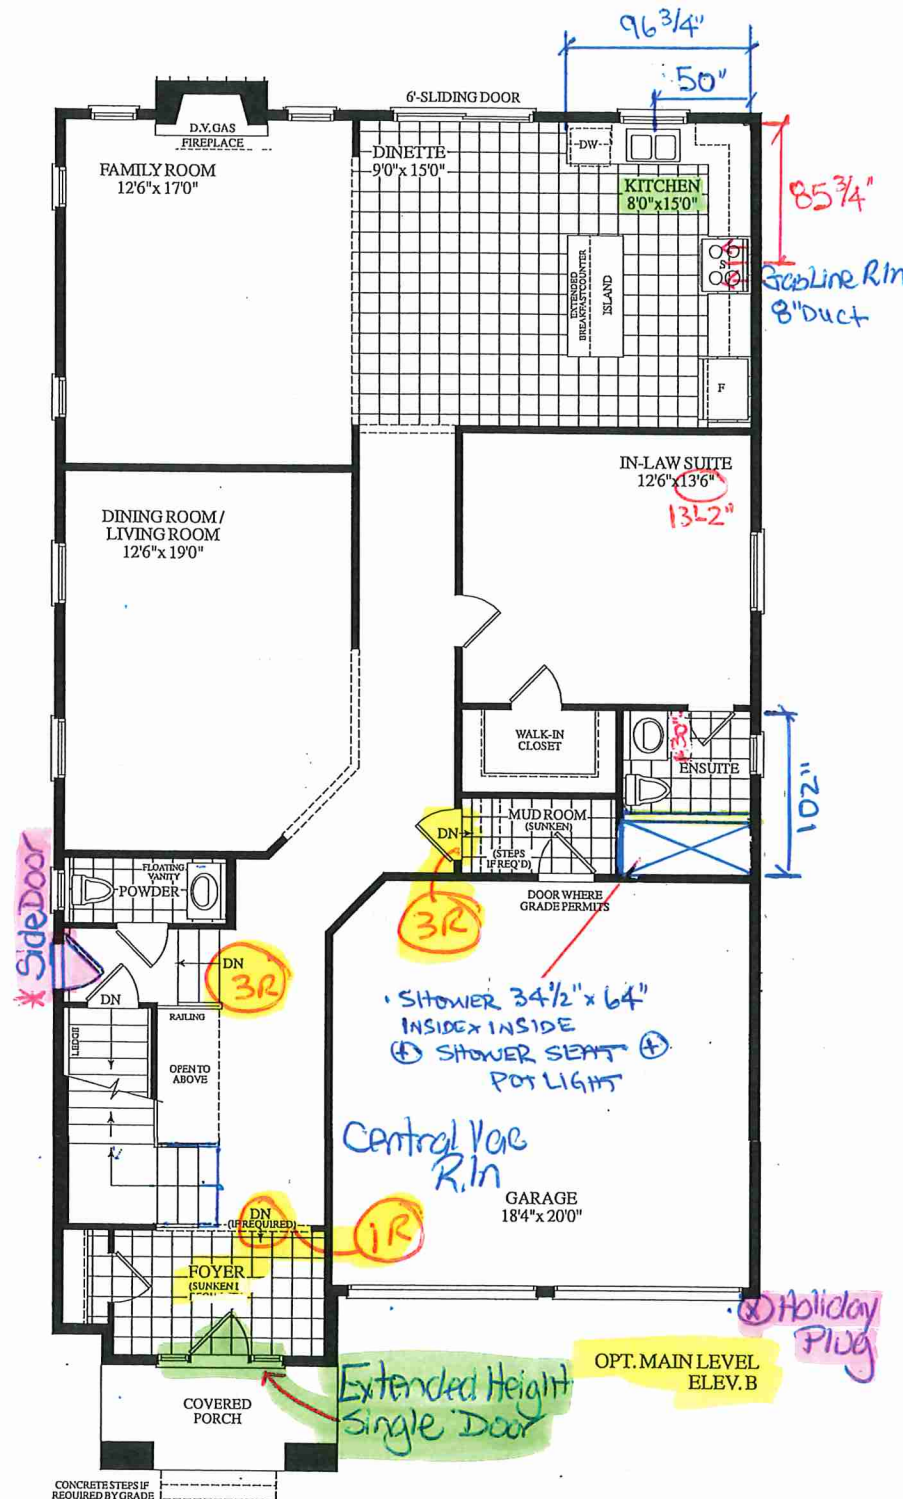 96 3/4"
50"
6'-SLIDING DOOR
D.V. GAS
FIREPLACE
FAMILY ROOM
12'6"x 17'0"
DINETTE
9'0"x 15'0"
DW
KITCHEN
8'0"x15'0"
85 3/4"
EXTENDED
BREAKFAST COUNTER
ISLAND
Gas Line R.In
8" Duct
F
IN-LAW SUITE
12'6"x13'6"
13'-2"
DINING ROOM /
LIVING ROOM
12'6"x 19'0"
WALK-IN
CLOSET
+30"
ENSUITE
102"
MUD ROOM
(SUNKEN)
DN
(STEPS
IF REQ'D)
DOOR WHERE
GRADE PERMITS
3R
* Side Door
FLOATING
VANITY
POWDER
DN
3R
DN
RAILING
LEDGE
OPEN TO
ABOVE
• SHOWER 34 1/2" x 64"
INSIDE x INSIDE
+ SHOWER SEAT +
POT LIGHT
Central Vac
R.In
GARAGE
18'4"x 20'0"
DN
(IF REQUIRED)
1R
FOYER
(SUNKEN
x Holiday
Plug
OPT. MAIN LEVEL
ELEV. B
Extended Height
Single Door
COVERED
PORCH
CONCRETE STEPS IF
REQUIRED BY GRADE